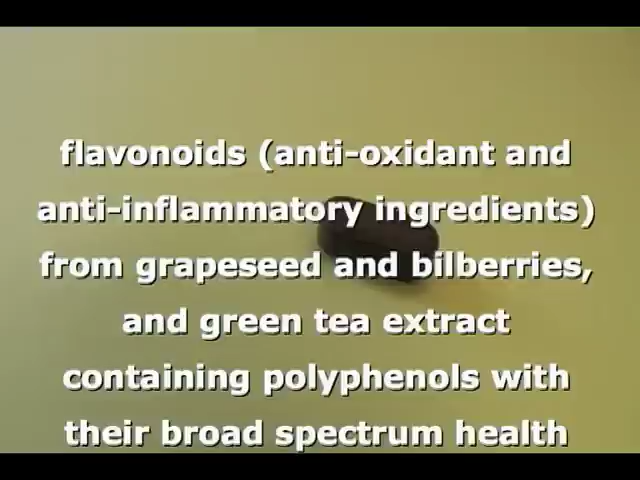 flavonoids (anti-oxidant and
anti-inflammatory ingredients)
from grapeseed and bilberries,
and green tea extract
containing polyphenols with
their broad spectrum health